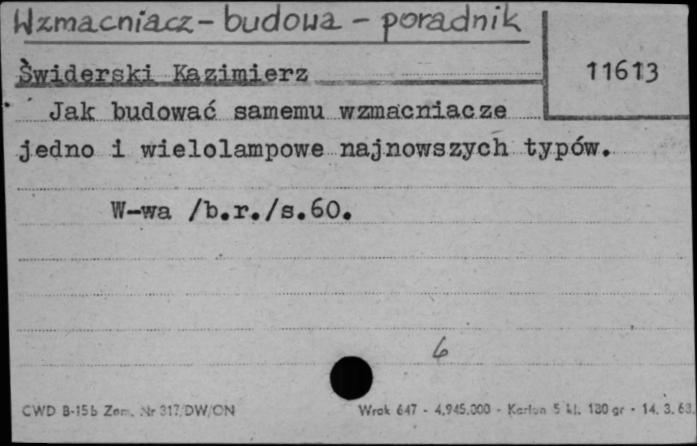 Wzmacniacz - budowa - poradnik
Świderski Kazimierz
11613
Jak budować samemu wzmacniacze
jedno i wielolampowe najnowszych typów.
W-wa /b.r./s.60.
6
CWD B-15b Zam. Nr 317/DW/ON
Wrak 647 - 4.945.000 - Karton 5 kl. 130 gr - 14. 3. 63.